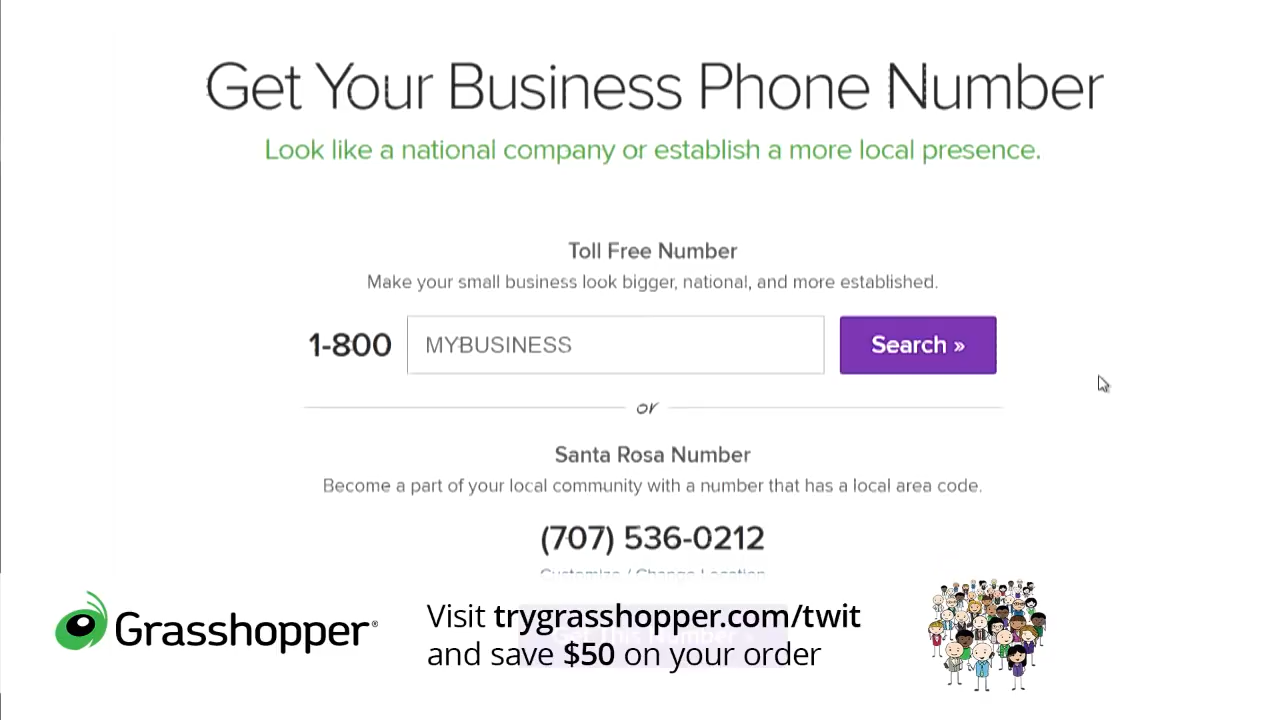 Get Your Business Phone Number
Look like a national company or establish a more local presence.
Toll Free Number
Make your small business look bigger, national, and more established.
1-800 MYBUSINESS Search »
or
Santa Rosa Number
Become a part of your local community with a number that has a local area code.
(707) 536-0212
Customize / Change Location
Grasshopper®
Visit trygrasshopper.com/twit
and save $50 on your order